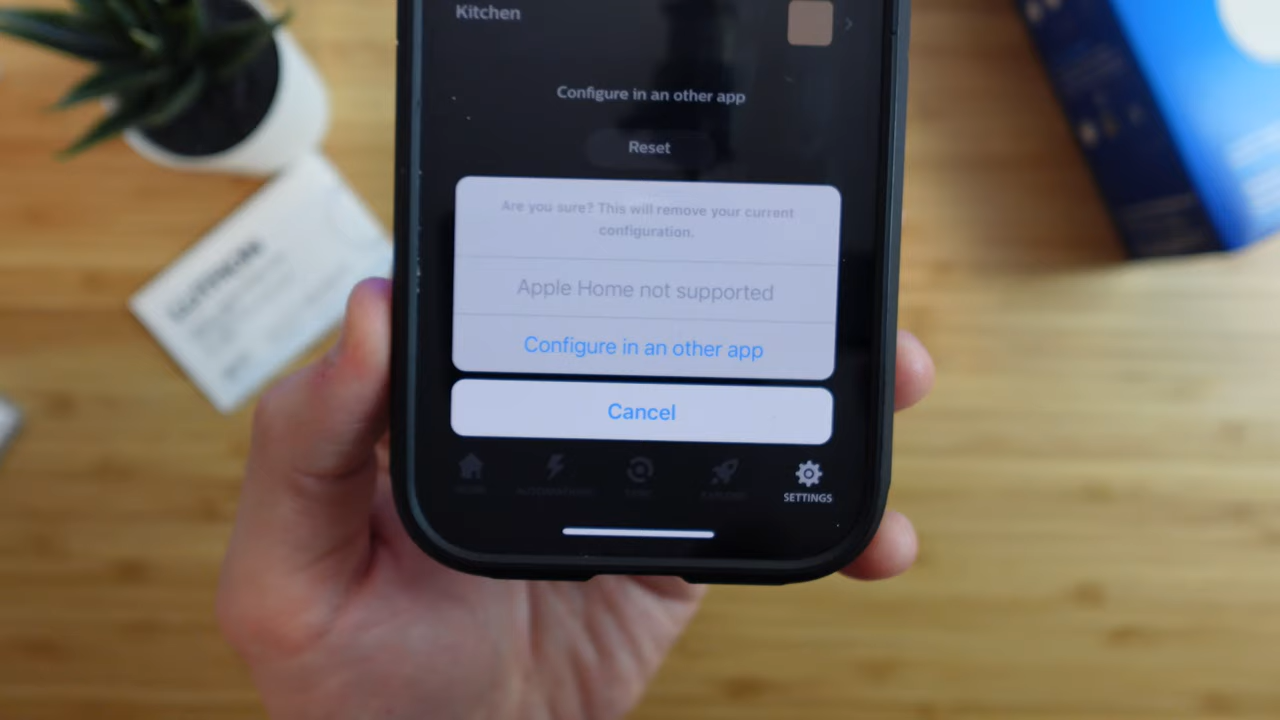 Kitchen
Configure in an other app
Reset
Are you sure? This will remove your current
configuration.
Apple Home not supported
Configure in an other app
Cancel
SETTINGS